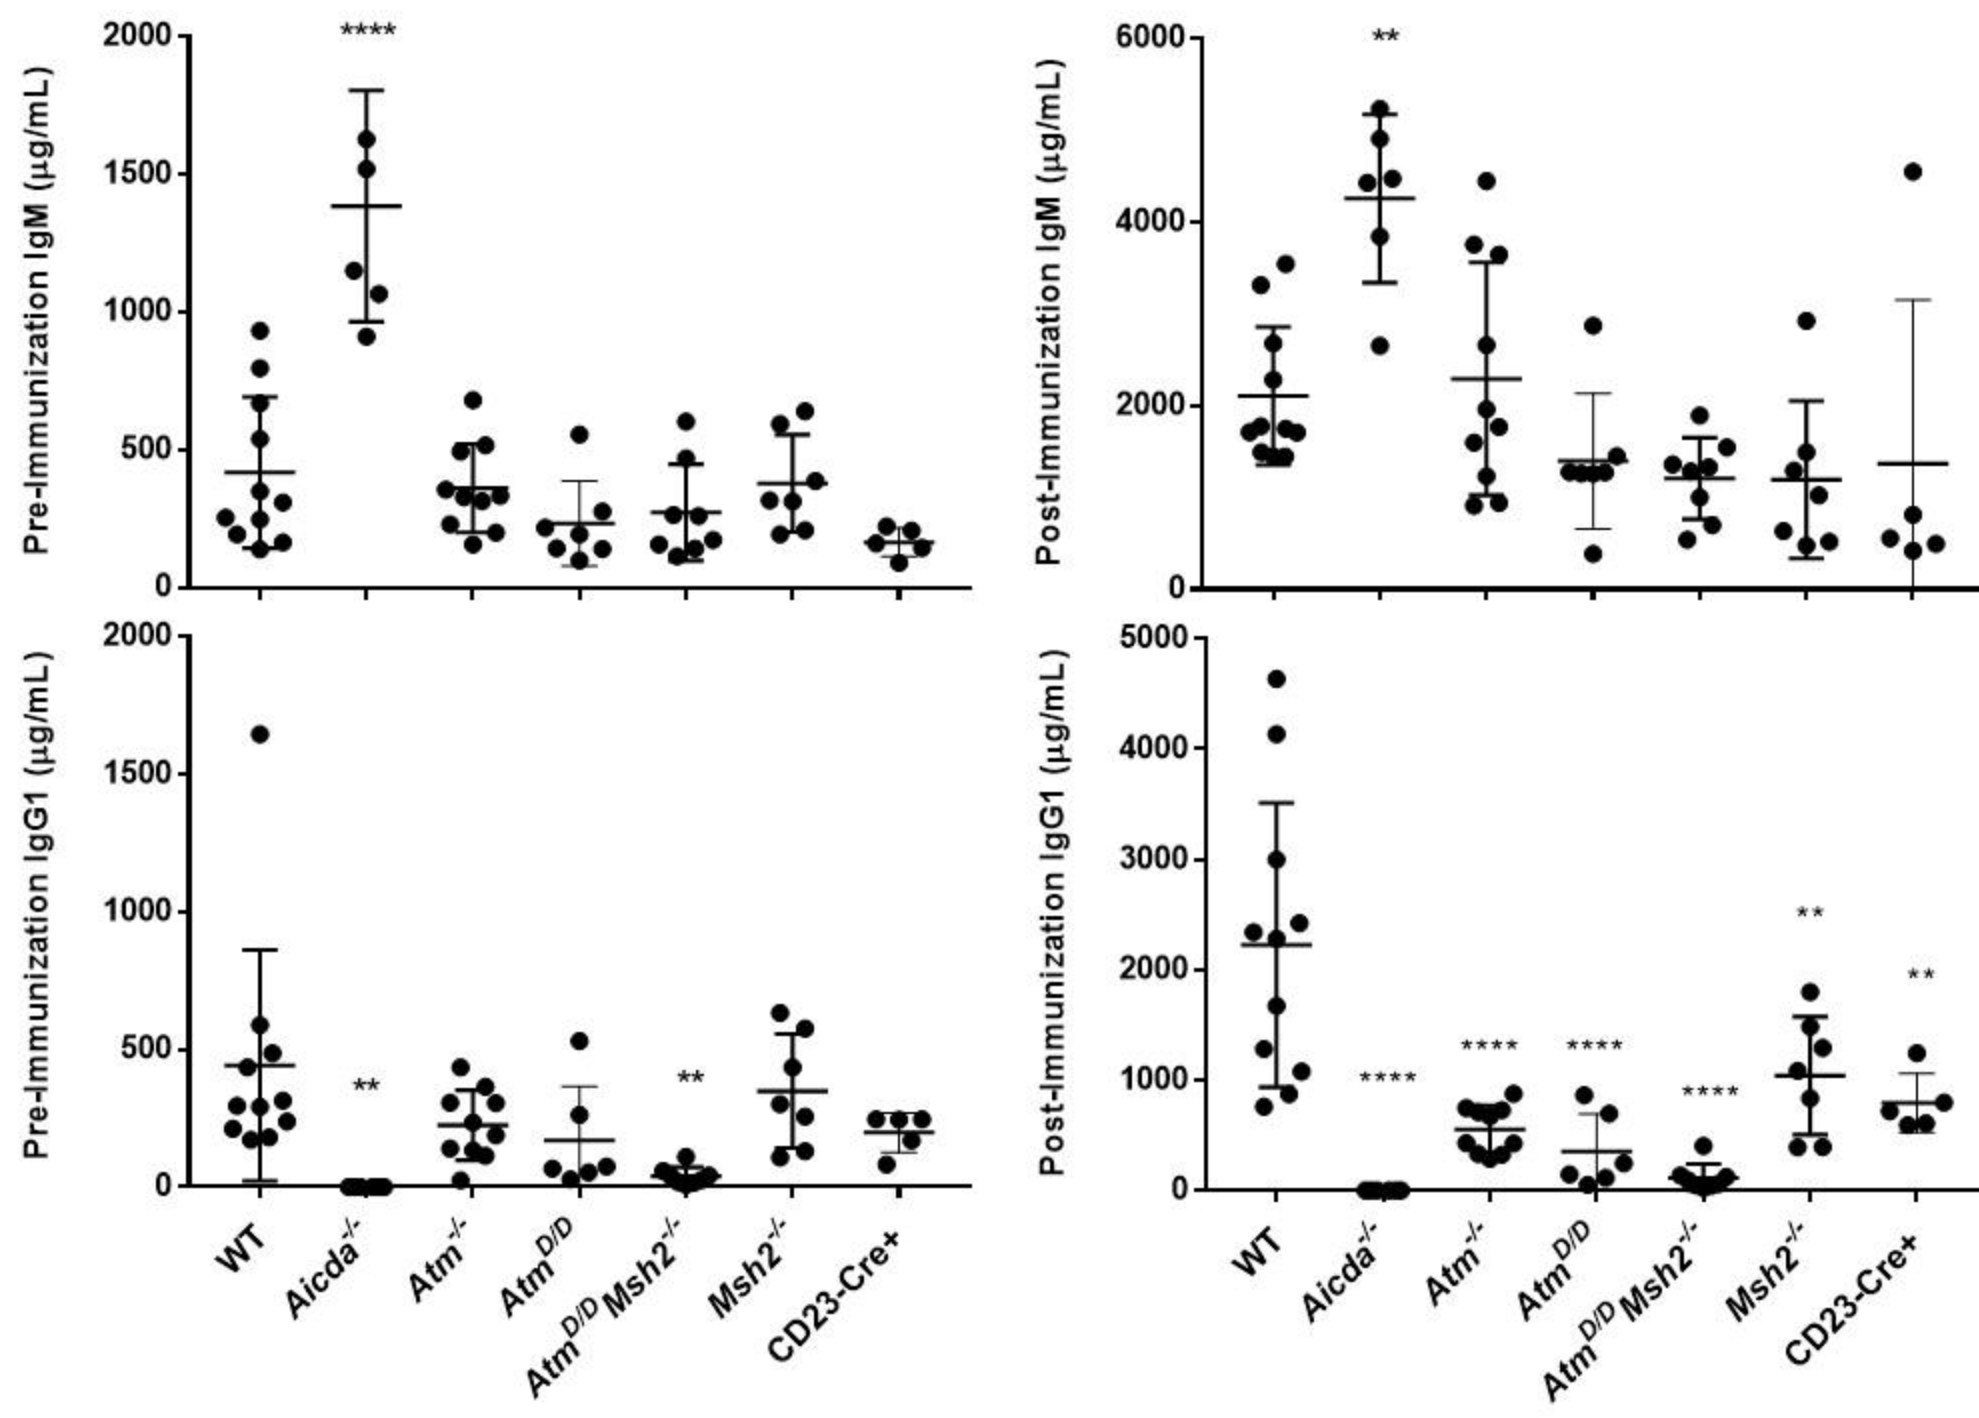 Pre-Immunization IgM (µg/mL)
2000
1500
1000
500
0
****
Post-Immunization IgM (µg/mL)
6000
4000
2000
0
**
Pre-Immunization IgG1 (µg/mL)
2000
1500
1000
500
0
**
**
WT
Aicda-/-
Atm-/-
AtmD/D
AtmD/D Msh2-/-
Msh2-/-
CD23-Cre+
Post-Immunization IgG1 (µg/mL)
5000
4000
3000
2000
1000
0
****
****
****
****
**
**
WT
Aicda-/-
Atm-/-
AtmD/D
AtmD/D Msh2-/-
Msh2-/-
CD23-Cre+